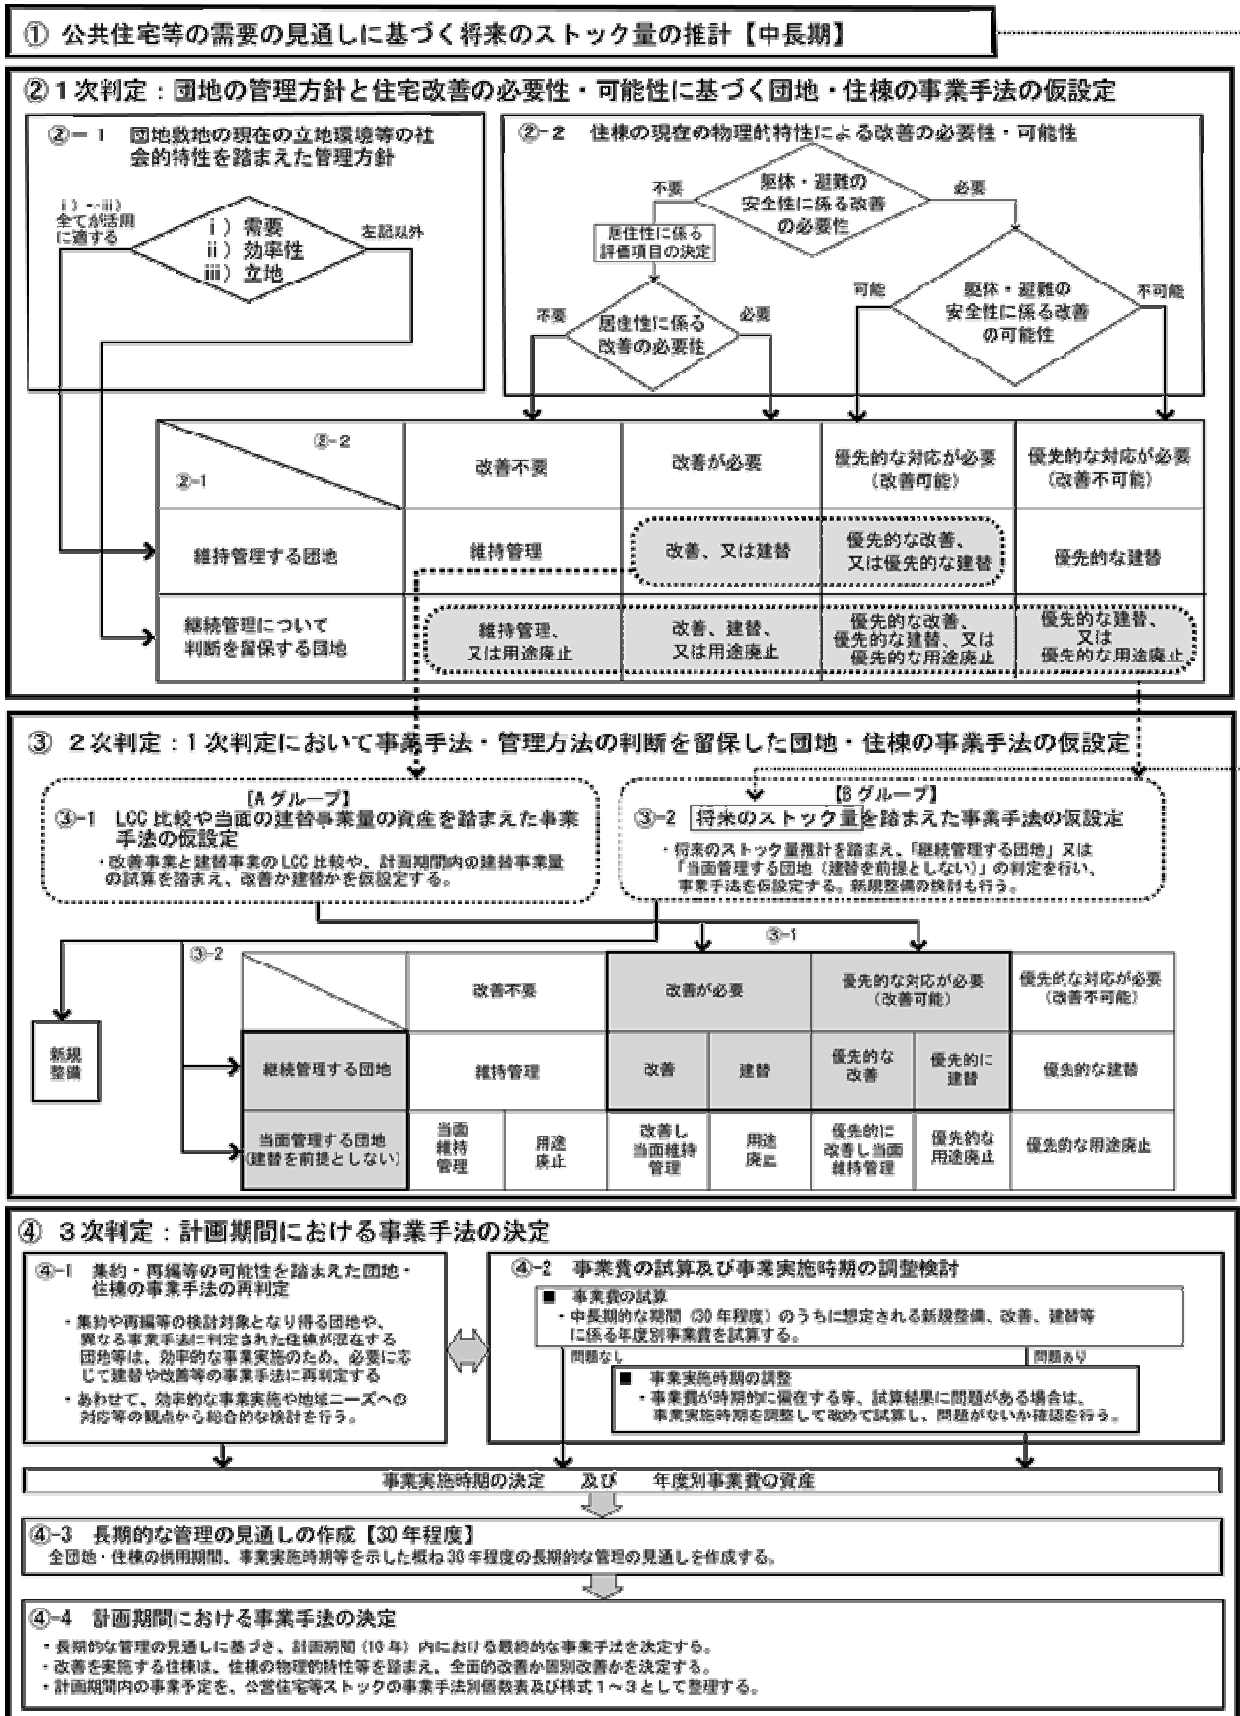 ① 公共住宅等の需要の見通しに基づく将来のストック量の推計【中長期】
② 1次判定：団地の管理方針と住宅改善の必要性・可能性に基づく団地・住棟の事業手法の仮設定
②－1 団地敷地の現在の立地環境等の社
会的特性を踏まえた管理方針
ⅰ）～ⅲ）
全てが活用
に適する
ⅰ）需要
ⅱ）効率性
ⅲ）立地
左記以外
②-2 住棟の現在の物理的特性による改善の必要性・可能性
不要
躯体・避難の
安全性に係る改善
の必要性
必要
居住性に係る
評価項目の決定
不要
居住性に係る
改善の必要性
必要
可能
躯体・避難の
安全性に係る改善
の可能性
不可能
②-2
②-1
改善不要
改善が必要
優先的な対応が必要
（改善可能）
優先的な対応が必要
（改善不可能）
維持管理する団地
維持管理
改善、又は建替
優先的な改善、
又は優先的な建替
優先的な建替
継続管理について
判断を留保する団地
維持管理、
又は用途廃止
改善、建替、
又は用途廃止
優先的な改善、
優先的な建替、又は
優先的な用途廃止
優先的な建替、
又は
優先的な用途廃止
③ 2次判定：1次判定において事業手法・管理方法の判断を留保した団地・住棟の事業手法の仮設定
【Aグループ】
③-1 LCC 比較や当面の建替事業量の資産を踏まえた事業
手法の仮設定
・改善事業と建替事業の LCC 比較や、計画期間内の建替事業量
の試算を踏まえ、改善か建替かを仮設定する。
【Bグループ】
③-2 将来のストック量を踏まえた事業手法の仮設定
・将来のストック量推計を踏まえ、「継続管理する団地」又は
「当面管理する団地（建替を前提としない）」の判定を行い、
事業手法を仮設定する。新規整備の検討も行う。
③-2
③-1
新規
整備
改善不要
改善が必要
優先的な対応が必要
（改善可能）
優先的な対応が必要
（改善不可能）
継続管理する団地
維持管理
改善
建替
優先的な
改善
優先的に
建替
優先的な建替
当面管理する団地
（建替を前提としない）
当面
維持
管理
用途
廃止
改善し
当面維持
管理
用途
廃止
優先的に
改善し当面
維持管理
優先的な
用途廃止
優先的な用途廃止
④ 3次判定：計画期間における事業手法の決定
④-1 集約・再編等の可能性を踏まえた団地・
住棟の事業手法の再判定
・集約や再編等の検討対象となり得る団地や、
異なる事業手法に判定された住棟が混在する
団地等は、効率的な事業実施のため、必要に応
じて建替や改善等の事業手法に再判定する
・あわせて、効率的な事業実施や地域ニーズへの
対応等の観点から総合的な検討を行う。
④-2 事業費の試算及び事業実施時期の調整検討
■ 事業費の試算
・中長期的な期間（30年程度）のうちに想定される新規整備、改善、建替等
に係る年度別事業費を試算する。
問題なし
問題あり
■ 事業実施時期の調整
・事業費が時期的に偏在する等、試算結果に問題がある場合は、
事業実施時期を調整して改めて試算し、問題がないか確認を行う。
事業実施時期の決定 及び 年度別事業費の資産
④-3 長期的な管理の見通しの作成【30年程度】
全団地・住棟の供用期間、事業実施時期等を示した概ね30年程度の長期的な管理の見通しを作成する。
④-4 計画期間における事業手法の決定
・長期的な管理の見通しに基づき、計画期間（10年）内における最終的な事業手法を決定する。
・改善を実施する住棟は、住棟の物理的特性等を踏まえ、全面的改善か個別改善かを決定する。
・計画期間内の事業予定を、公営住宅等ストックの事業手法別個数表及び様式1～3として整理する。